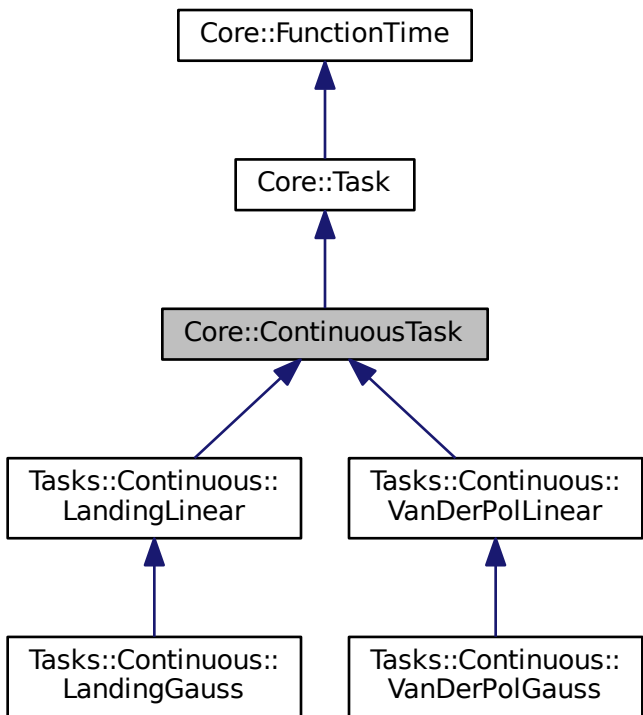 Core::FunctionTime
Core::Task
Core::ContinuousTask
Tasks::Continuous::
LandingLinear
Tasks::Continuous::
VanDerPolLinear
Tasks::Continuous::
LandingGauss
Tasks::Continuous::
VanDerPolGauss